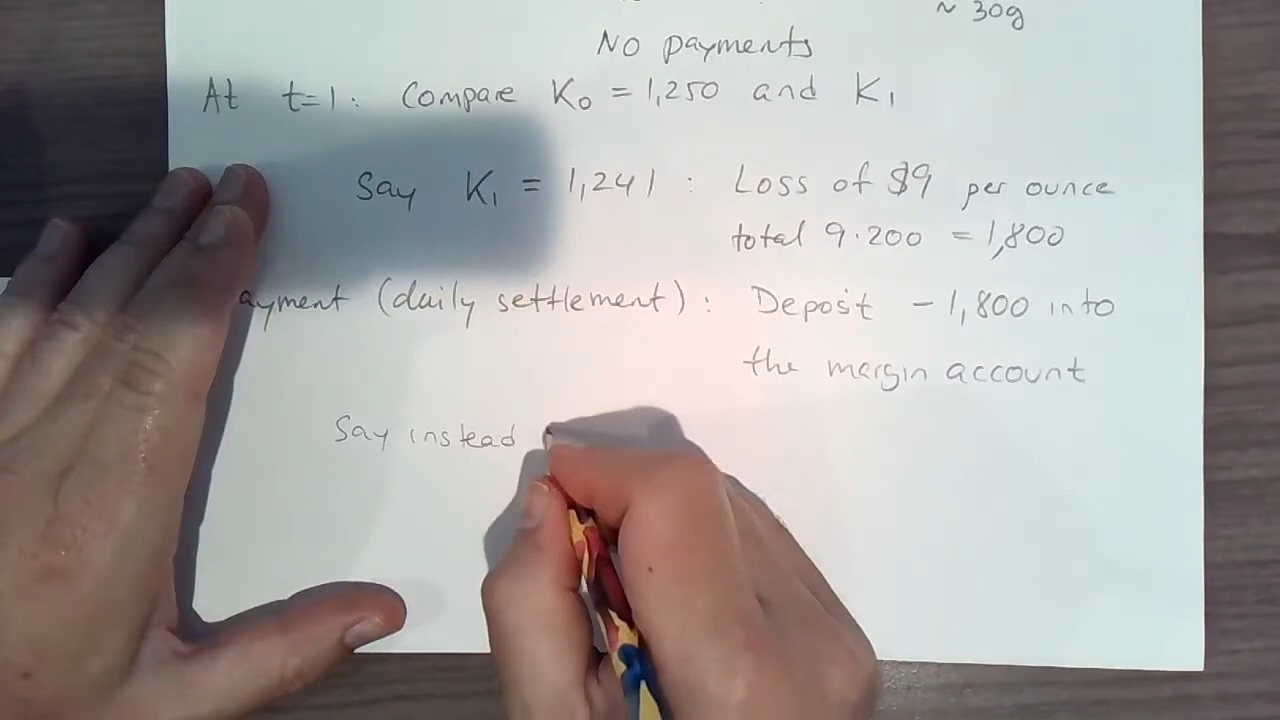 ~ 30g
No payments
At t=1: Compare K₀ = 1,250 and K₁
Say K₁ = 1,241 : Loss of $9 per ounce
total 9·200 = 1,800
ayment (daily settlement): Deposit -1,800 into
the margin account
Say instead